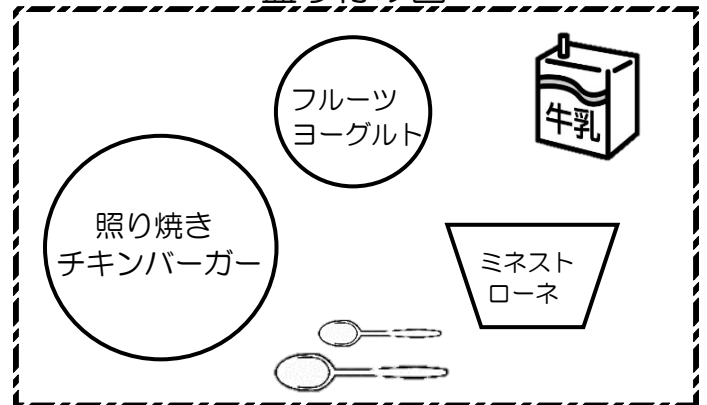 フルーツ
ヨーグルト
牛乳
照り焼き
チキンバーガー
ミネスト
ローネ